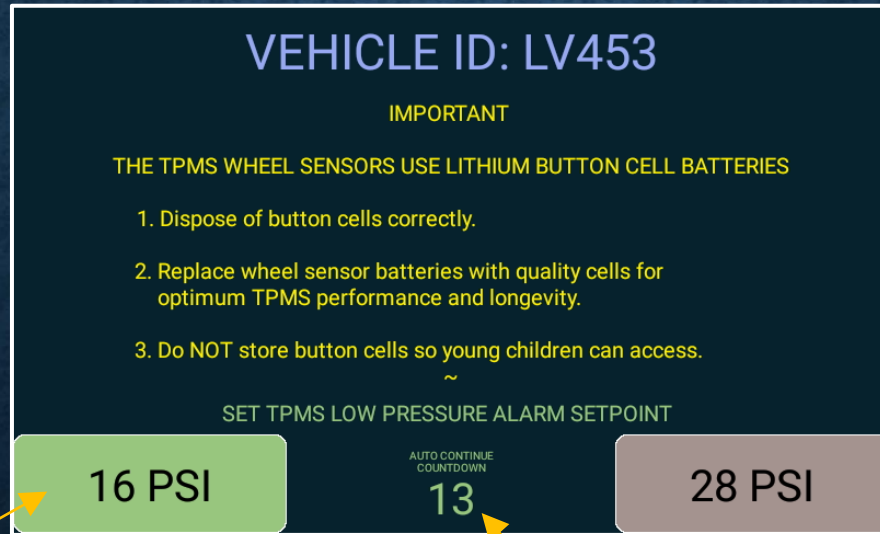 VEHICLE ID: LV453
IMPORTANT
THE TPMS WHEEL SENSORS USE LITHIUM BUTTON CELL BATTERIES
1. Dispose of button cells correctly.
2. Replace wheel sensor batteries with quality cells for
optimum TPMS performance and longevity.
3. Do NOT store button cells so young children can access.
~
SET TPMS LOW PRESSURE ALARM SETPOINT
16 PSI
AUTO CONTINUE
COUNTDOWN
13
28 PSI